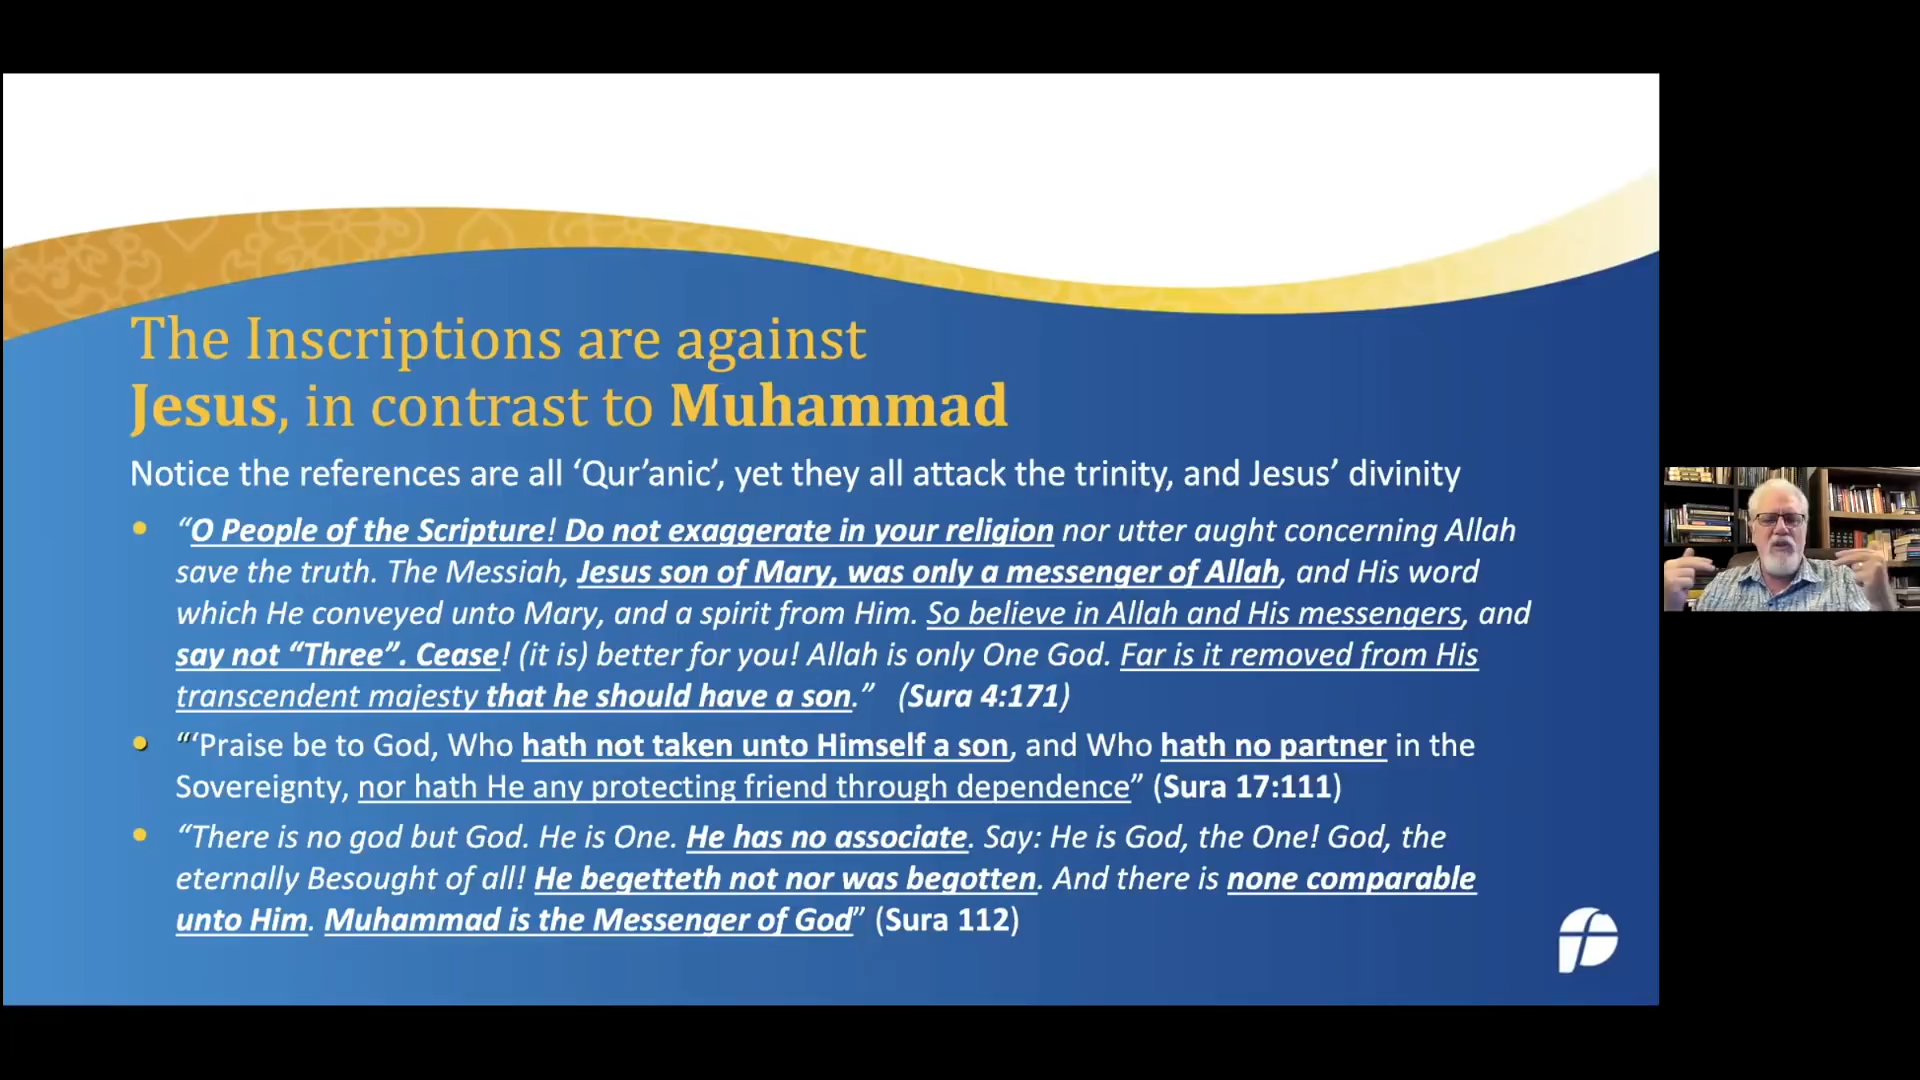 The Inscriptions are against
Jesus, in contrast to Muhammad
Notice the references are all ‘Qur’anic’, yet they all attack the trinity, and Jesus’ divinity
• “O People of the Scripture! Do not exaggerate in your religion nor utter aught concerning Allah
save the truth. The Messiah, Jesus son of Mary, was only a messenger of Allah, and His word
which He conveyed unto Mary, and a spirit from Him. So believe in Allah and His messengers, and
say not “Three”. Cease! (it is) better for you! Allah is only One God. Far is it removed from His
transcendent majesty that he should have a son.” (Sura 4:171)
• “‘Praise be to God, Who hath not taken unto Himself a son, and Who hath no partner in the
Sovereignty, nor hath He any protecting friend through dependence” (Sura 17:111)
• “There is no god but God. He is One. He has no associate. Say: He is God, the One! God, the
eternally Besought of all! He begetteth not nor was begotten. And there is none comparable
unto Him. Muhammad is the Messenger of God” (Sura 112)